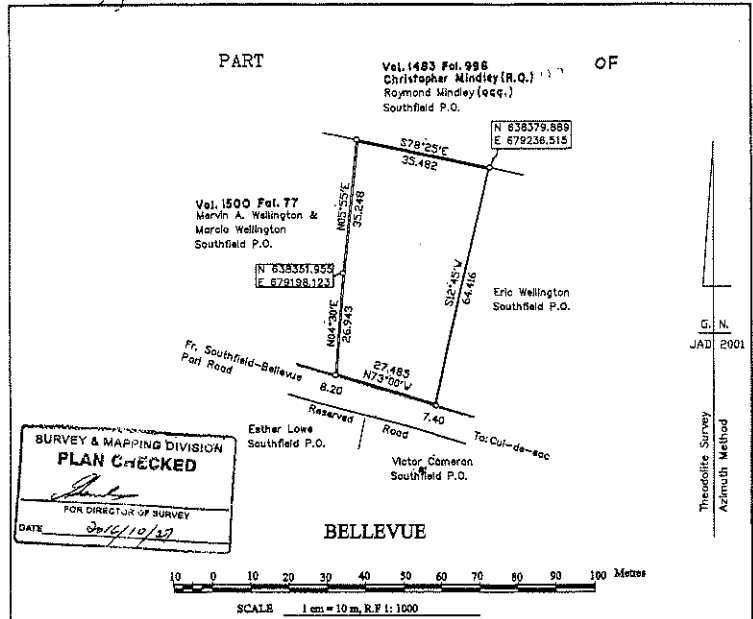 PART OF
Vol. 1483 Fol. 996
Christopher Mindley (R.Q.)
Raymond Mindley (occ.)
Southfield P.O.
N 638379.889
E 679236.515
S78°25'E
35.482
Vol. 1500 Fol. 77
Marvin A. Wellington &
Marcia Wellington
Southfield P.O.
N05°55'E
35.248
N 638351.955
E 679198.123
S12°45'W
64.416
Eric Wellington
Southfield P.O.
G. N.
JAD 2001
N04°30'E
26.943
Fr. Southfield-Bellevue
Port Road
27.485
N73°00'W
8.20
7.40
Reserved Road
To: Cul-de-sac
Esther Lowe
Southfield P.O.
Victor Cameron
Southfield P.O.
Theodolite Survey
Azimuth Method
SURVEY & MAPPING DIVISION
PLAN CHECKED
FOR DIRECTOR OF SURVEY
DATE 2016/10/27
BELLEVUE
10 0 10 20 30 40 50 60 70 80 90 100 Metres
SCALE 1 cm = 10 m, R.F 1: 1000